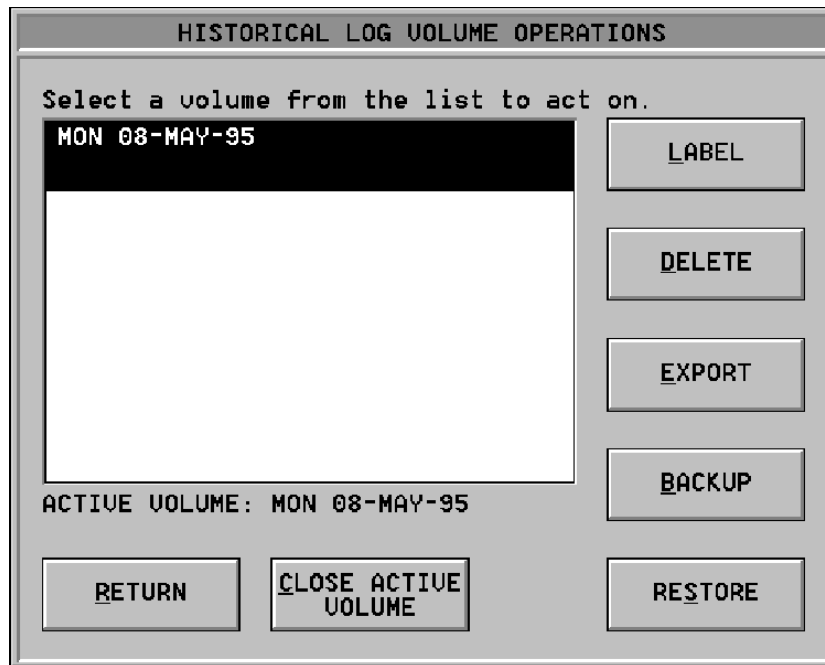 HISTORICAL LOG VOLUME OPERATIONS
Select a volume from the list to act on.
MON 08-MAY-95
LABEL
DELETE
EXPORT
BACKUP
ACTIVE VOLUME: MON 08-MAY-95
RETURN
CLOSE ACTIVE
VOLUME
RESTORE